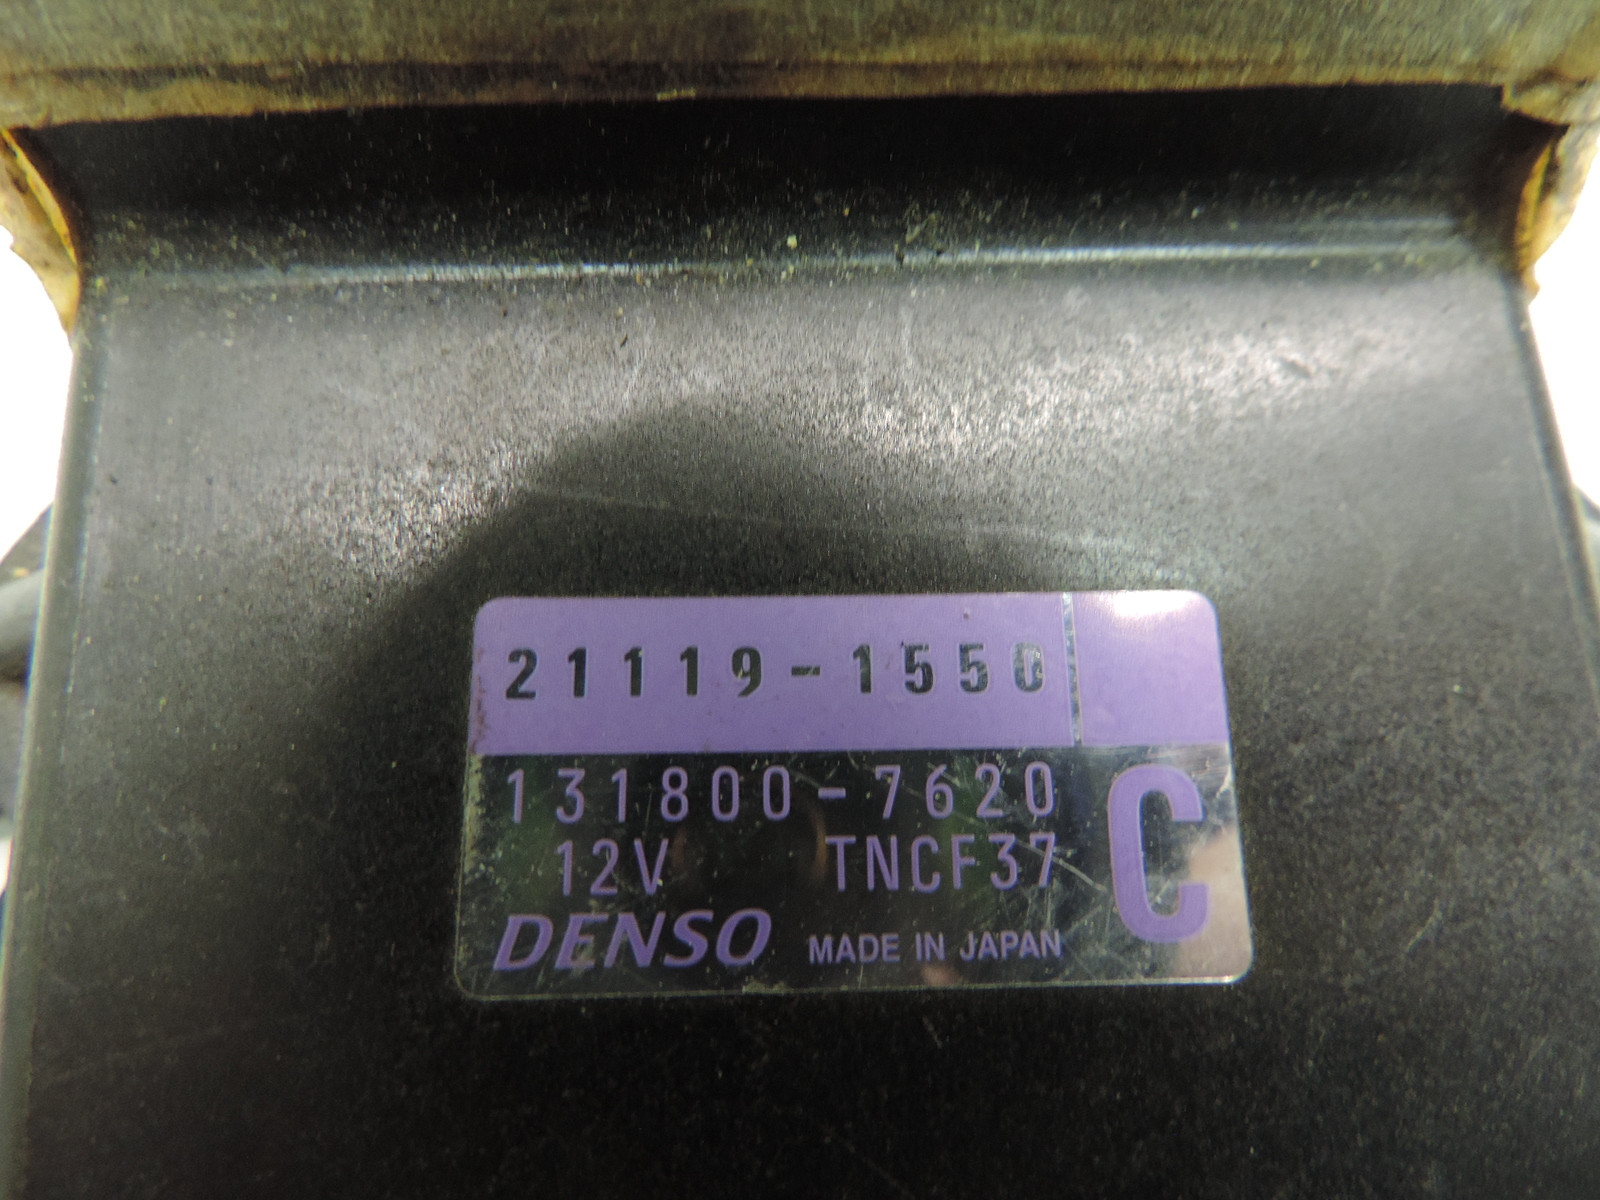 21119-1550
131800-7620
12V TNCF37
C
DENSO MADE IN JAPAN